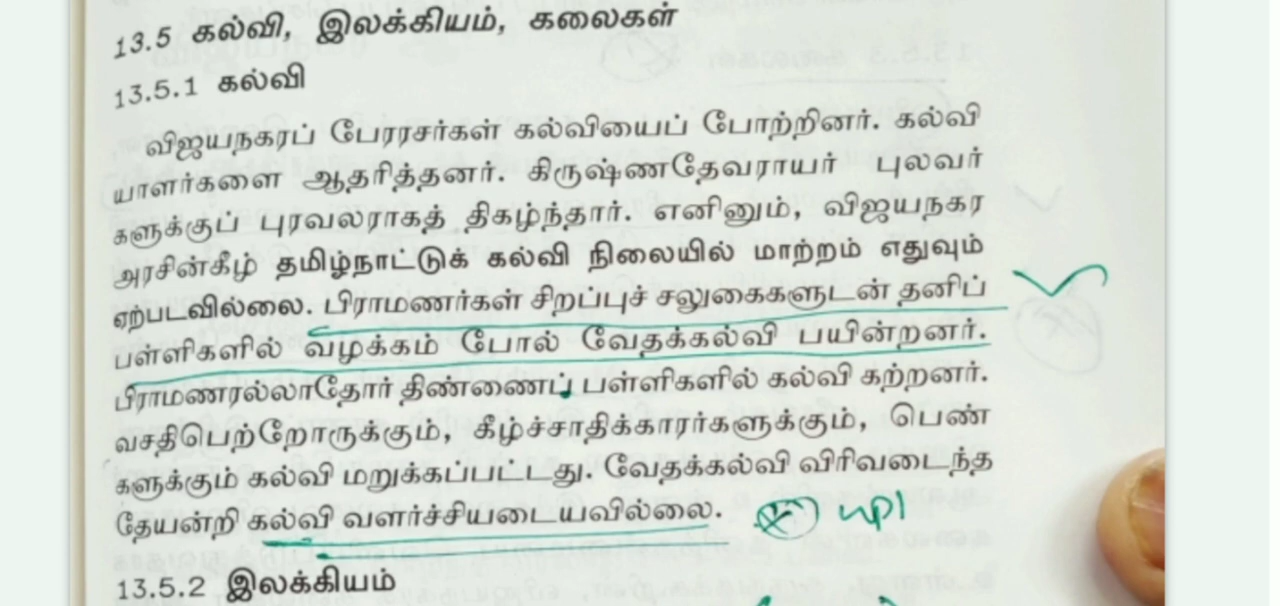 13.5 கல்வி, இலக்கியம், கலைகள்
13.5.1 கல்வி
விஜயநகரப் பேரரசர்கள் கல்வியைப் போற்றினர். கல்வி
யாளர்களை ஆதரித்தனர். கிருஷ்ணதேவராயர் புலவர்
களுக்குப் புரவலராகத் திகழ்ந்தார். எனினும், விஜயநகர
அரசின்கீழ் தமிழ்நாட்டுக் கல்வி நிலையில் மாற்றம் எதுவும்
ஏற்படவில்லை. பிராமணர்கள் சிறப்புச் சலுகைகளுடன் தனிப்
பள்ளிகளில் வழக்கம் போல் வேதக்கல்வி பயின்றனர்.
பிராமணரல்லாதோர் திண்ணைப் பள்ளிகளில் கல்வி கற்றனர்.
வசதிபெற்றோருக்கும், கீழ்ச்சாதிக்காரர்களுக்கும், பெண்
களுக்கும் கல்வி மறுக்கப்பட்டது. வேதக்கல்வி விரிவடைந்த
தேயன்றி கல்வி வளர்ச்சியடையவில்லை.
13.5.2 இலக்கியம்